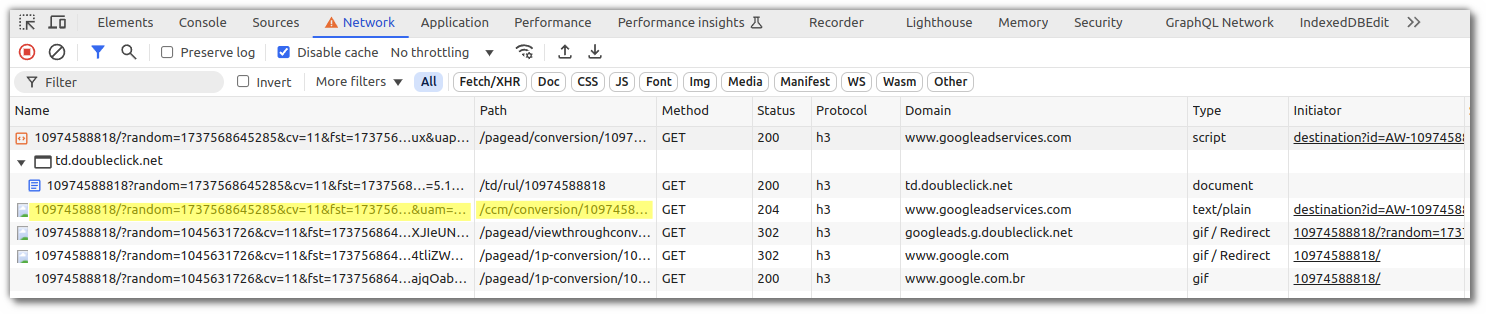 Elements Console Sources Network Application Performance Performance insights Recorder Lighthouse Memory Security GraphQL Network IndexedDBEdit
Preserve log Disable cache No throttling
Filter Invert More filters All Fetch/XHR Doc CSS JS Font Img Media Manifest WS Wasm Other
Name Path Method Status Protocol Domain Type Initiator
10974588818/?random=1737568645285&cv=11&fst=173756…ux&uap… /pagead/conversion/1097… GET 200 h3 www.googleadservices.com script destination?id=AW-1097458
td.doubleclick.net
10974588818?random=1737568645285&cv=11&fst=1737568…=5.1… /td/rul/10974588818 GET 200 h3 td.doubleclick.net document
10974588818/?random=1737568645285&cv=11&fst=173756…&uam=… /ccm/conversion/1097458… GET 204 h3 www.googleadservices.com text/plain destination?id=AW-1097458
10974588818/?random=1045631726&cv=11&fst=173756864…XJIeUN… /pagead/viewthroughconv… GET 302 h3 googleads.g.doubleclick.net gif / Redirect 10974588818/?random=173
10974588818/?random=1045631726&cv=11&fst=173756864…4tliZW… /pagead/1p-conversion/10… GET 302 h3 www.google.com gif / Redirect 10974588818/
10974588818/?random=1045631726&cv=11&fst=173756864…ajqOab… /pagead/1p-conversion/10… GET 200 h3 www.google.com.br gif 10974588818/